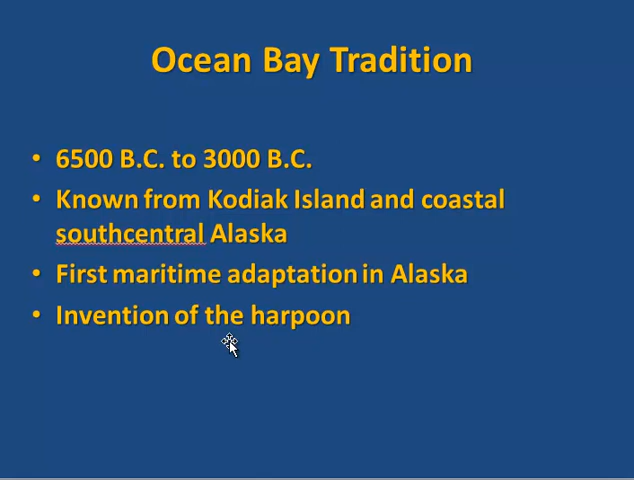 Ocean Bay Tradition
• 6500 B.C. to 3000 B.C.
• Known from Kodiak Island and coastal
southcentral Alaska
• First maritime adaptation in Alaska
• Invention of the harpoon